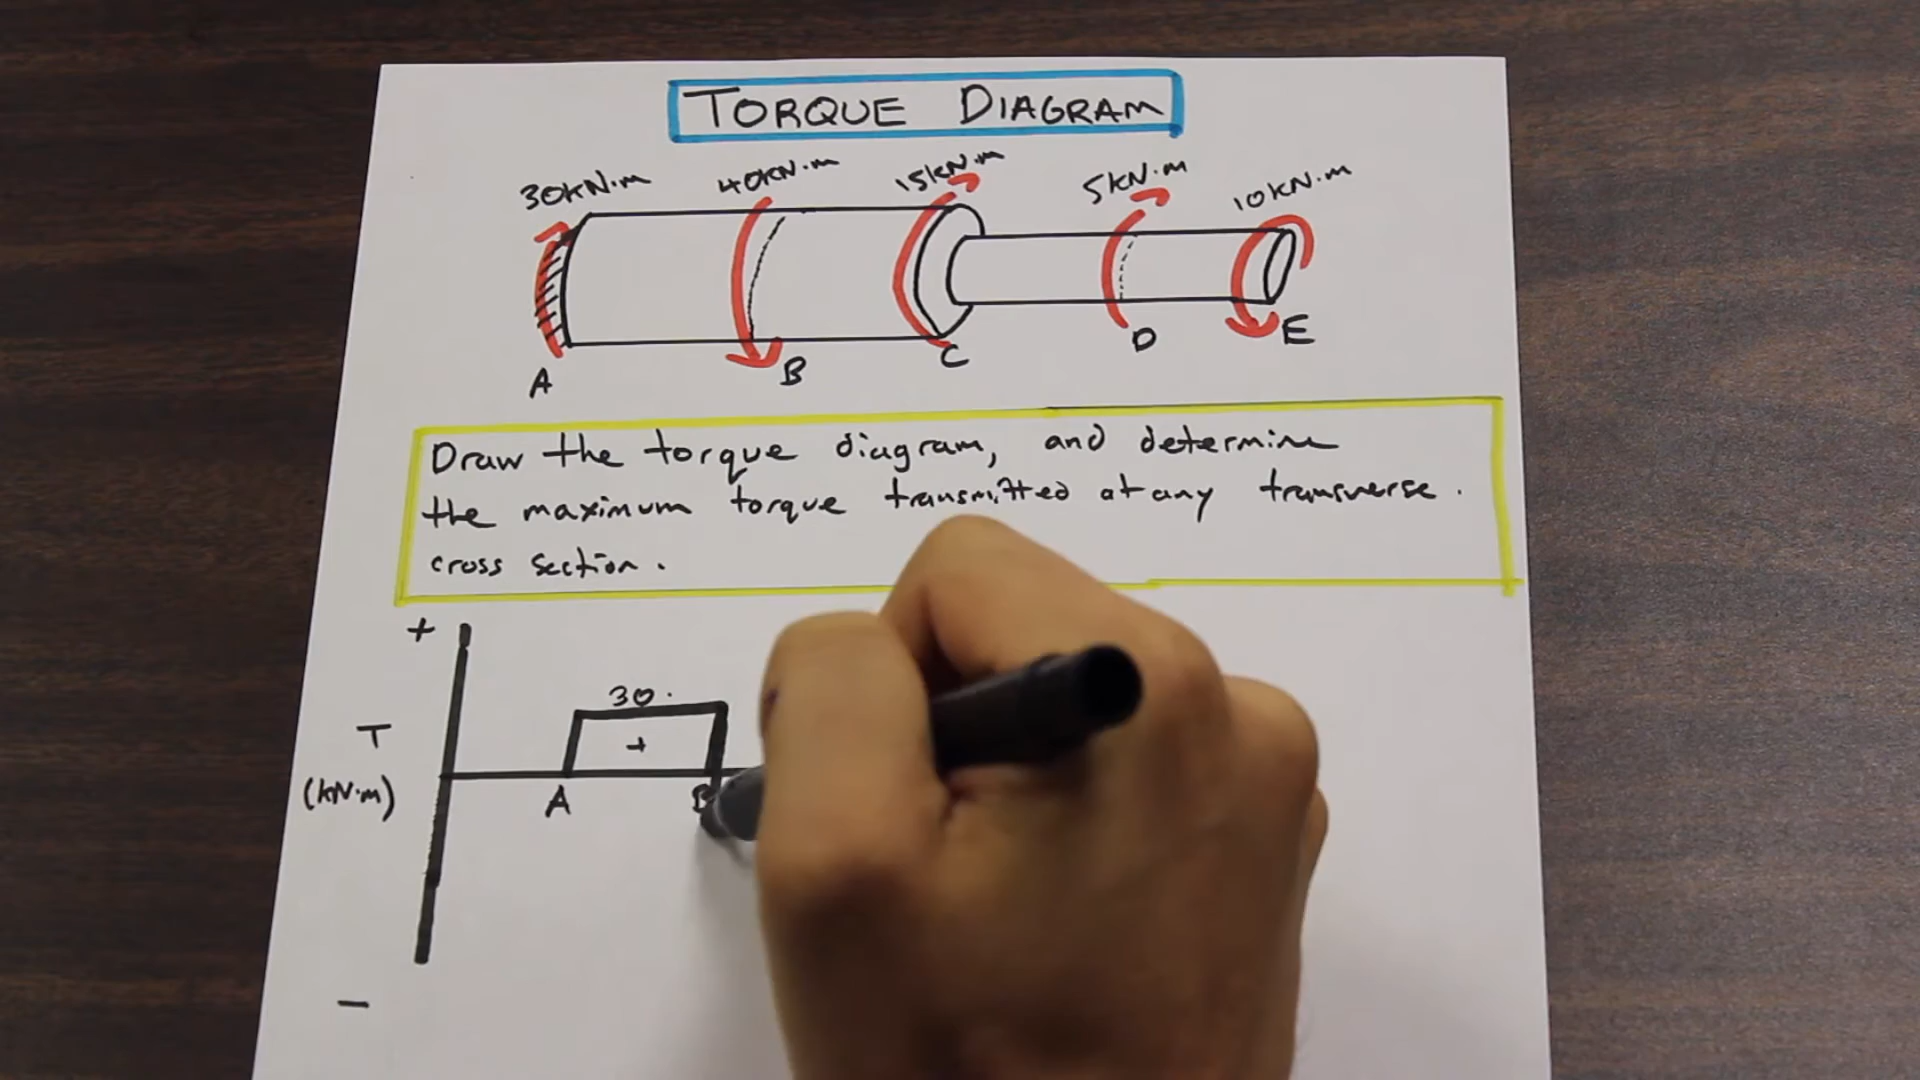 TORQUE DIAGRAM
30kN·m 40kN·m 15kN·m 5kN·m 10kN·m
A B C D E
Draw the torque diagram, and determine
the maximum torque transmitted at any transverse.
cross section.
+
30
+
T
(kN·m)
A B
-